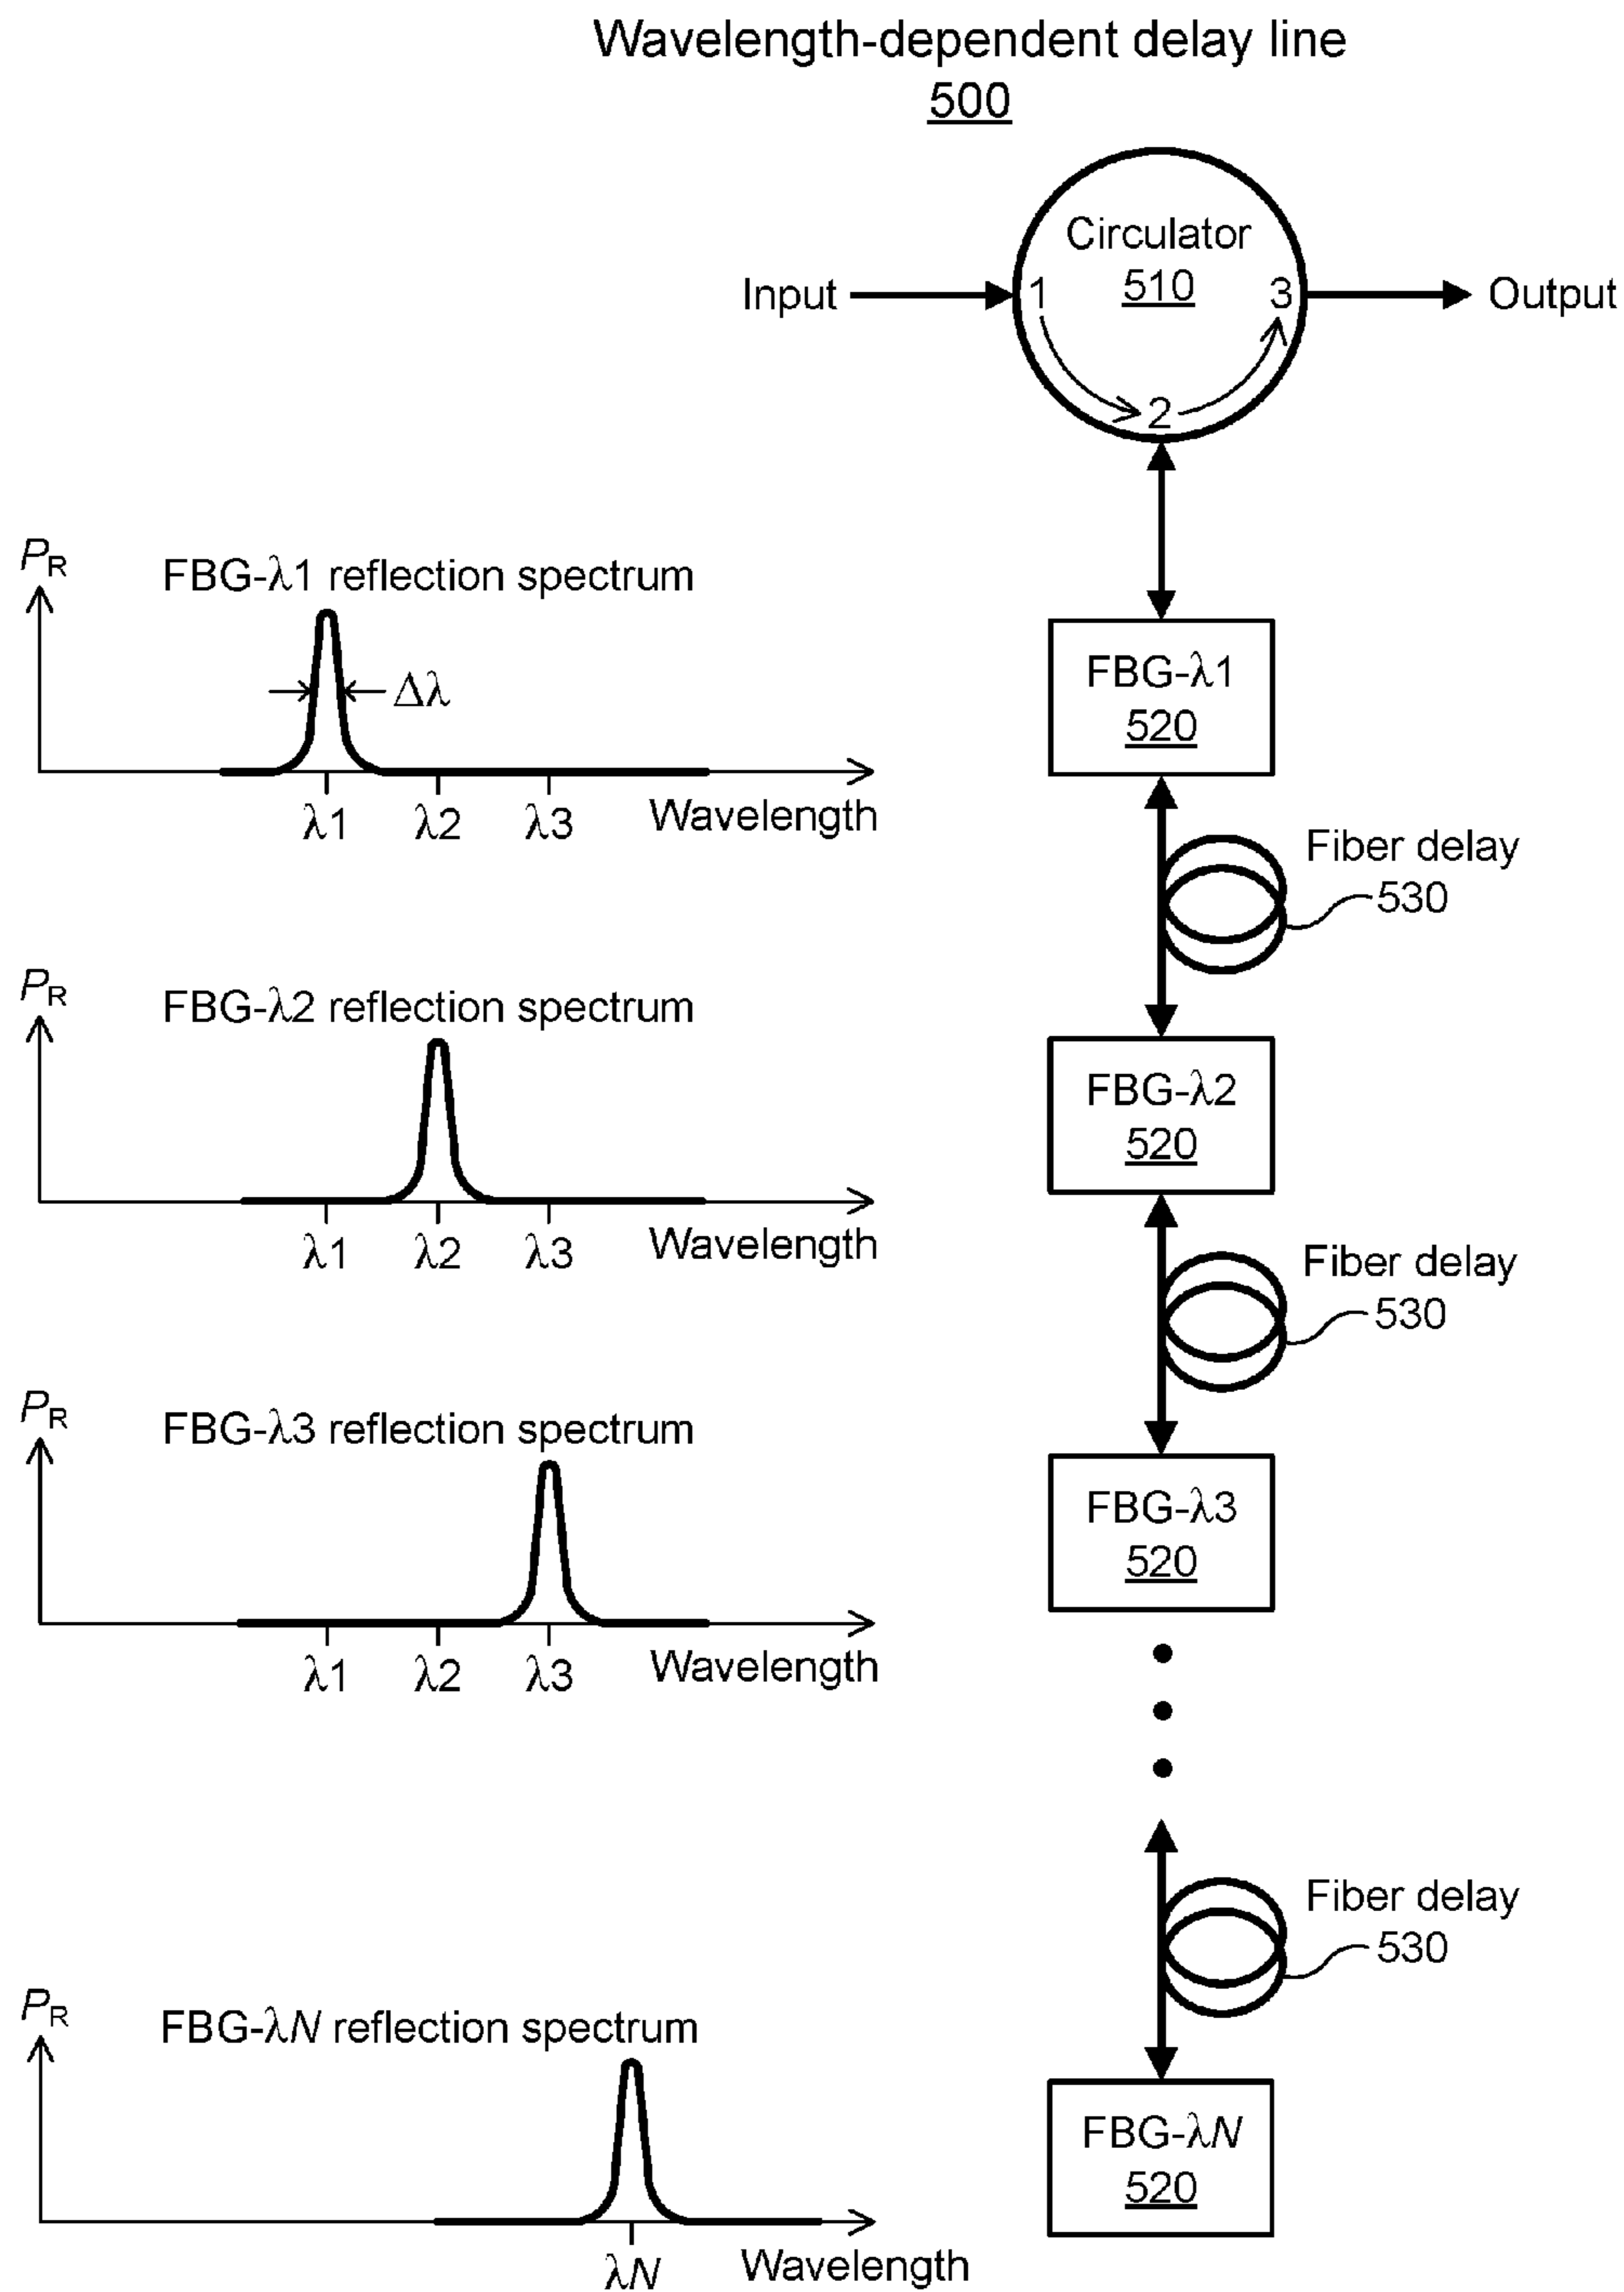 Wavelength-dependent delay line
500
Circulator
510
Input
1
3
Output
2
PR
FBG-λ1 reflection spectrum
Δλ
λ1 λ2 λ3 Wavelength
FBG-λ1
520
Fiber delay
530
PR
FBG-λ2 reflection spectrum
λ1 λ2 λ3 Wavelength
FBG-λ2
520
Fiber delay
530
PR
FBG-λ3 reflection spectrum
λ1 λ2 λ3 Wavelength
FBG-λ3
520
Fiber delay
530
PR
FBG-λN reflection spectrum
λN Wavelength
FBG-λN
520